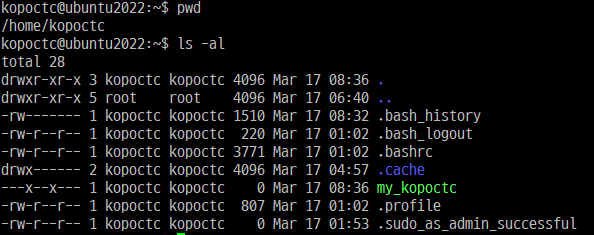 kopoctc@ubuntu2022:~$ pwd
/home/kopoctc
kopoctc@ubuntu2022:~$ ls -al
total 28
drwxr-xr-x 3 kopoctc kopoctc 4096 Mar 17 08:36 .
drwxr-xr-x 5 root    root    4096 Mar 17 06:40 ..
-rw------- 1 kopoctc kopoctc 1510 Mar 17 08:32 .bash_history
-rw-r--r-- 1 kopoctc kopoctc  220 Mar 17 01:02 .bash_logout
-rw-r--r-- 1 kopoctc kopoctc 3771 Mar 17 01:02 .bashrc
drwx------ 2 kopoctc kopoctc 4096 Mar 17 04:57 .cache
---x--x--- 1 kopoctc kopoctc    0 Mar 17 08:36 my_kopoctc
-rw-r--r-- 1 kopoctc kopoctc  807 Mar 17 01:02 .profile
-rw-r--r-- 1 kopoctc kopoctc    0 Mar 17 01:53 .sudo_as_admin_successful